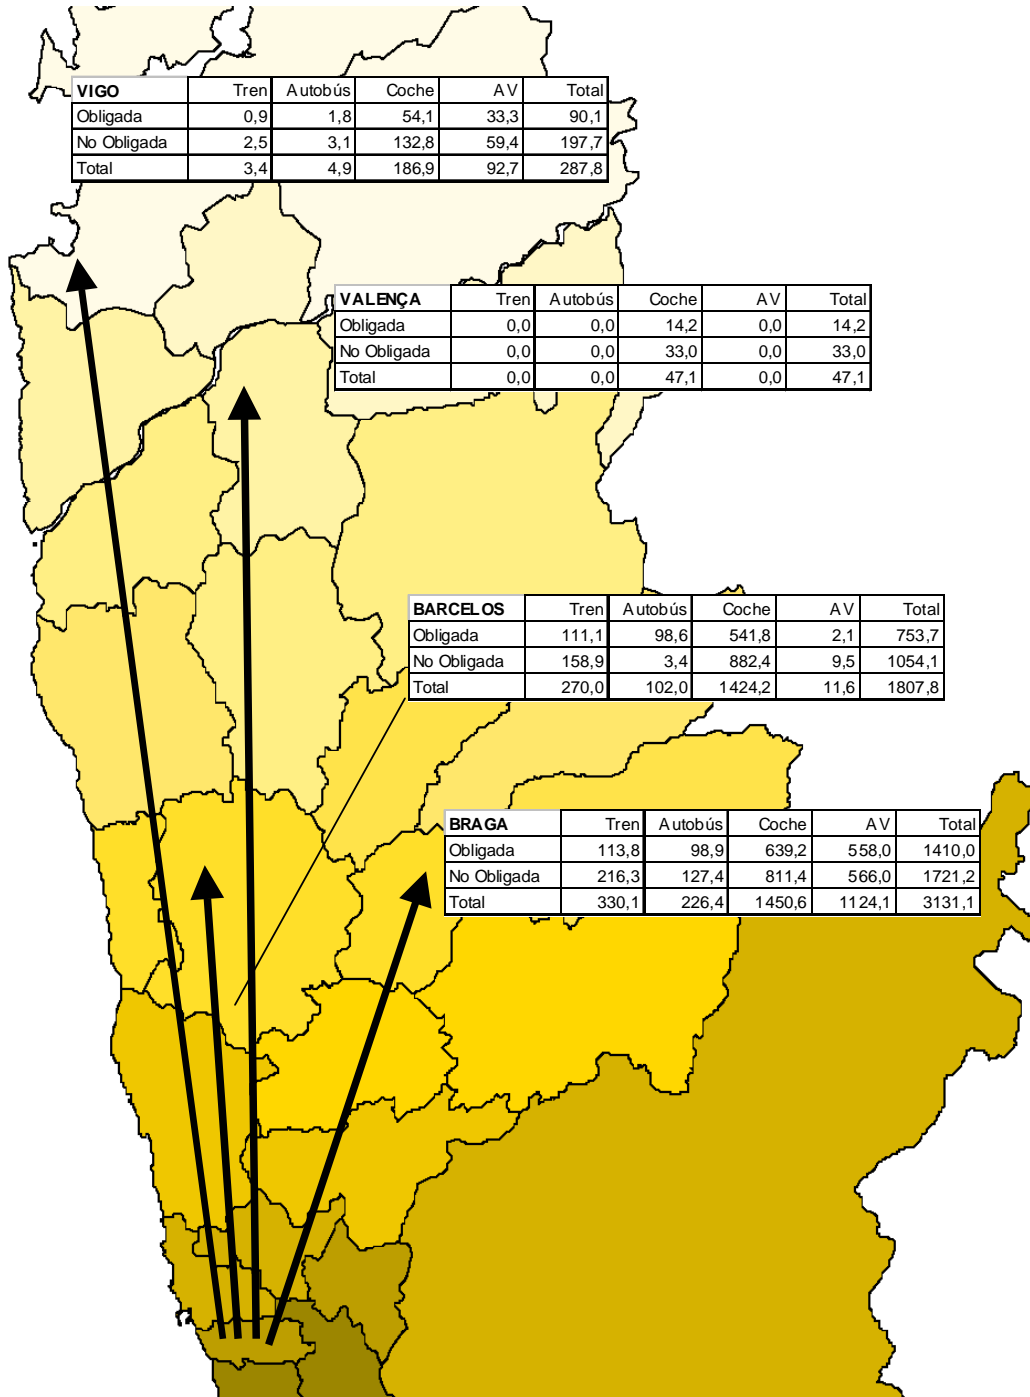 VIGO Tren Autobús Coche AV Total
Obligada 0,9 1,8 54,1 33,3 90,1
No Obligada 2,5 3,1 132,8 59,4 197,7
Total 3,4 4,9 186,9 92,7 287,8
VALENÇA Tren Autobús Coche AV Total
Obligada 0,0 0,0 14,2 0,0 14,2
No Obligada 0,0 0,0 33,0 0,0 33,0
Total 0,0 0,0 47,1 0,0 47,1
BARCELOS Tren Autobús Coche AV Total
Obligada 111,1 98,6 541,8 2,1 753,7
No Obligada 158,9 3,4 882,4 9,5 1054,1
Total 270,0 102,0 1424,2 11,6 1807,8
BRAGA Tren Autobús Coche AV Total
Obligada 113,8 98,9 639,2 558,0 1410,0
No Obligada 216,3 127,4 811,4 566,0 1721,2
Total 330,1 226,4 1450,6 1124,1 3131,1